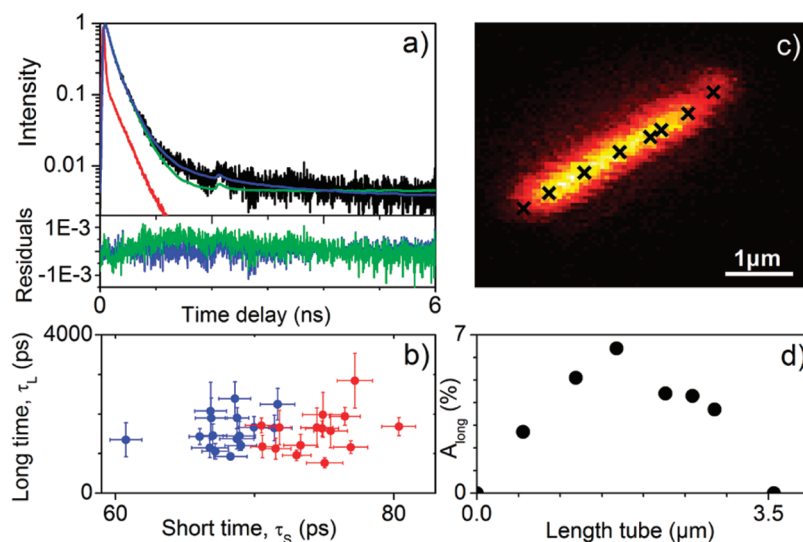 a)
Intensity
1
0.1
0.01
Residuals
1E-3
-1E-3
0
6
Time delay (ns)
c)
1μm
b)
Long time, τL (ps)
4000
2000
0
60
80
Short time, τS (ps)
d)
Along (%)
7
0
0.0
3.5
Length tube (μm)